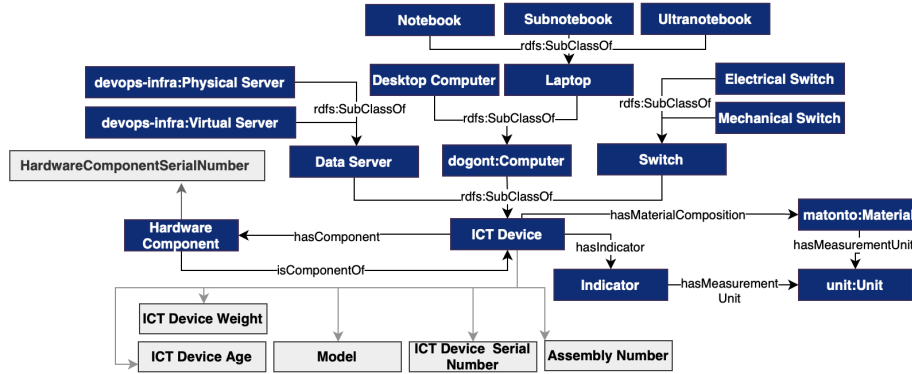 Notebook
Subnotebook
Ultranotebook
rdfs:SubClassOf
devops-infra:Physical Server
Desktop Computer
Laptop
Electrical Switch
rdfs:SubClassOf
rdfs:SubClassOf
devops-infra:Virtual Server
rdfs:SubClassOf
Mechanical Switch
HardwareComponentSerialNumber
Data Server
dogont:Computer
Switch
rdfs:SubClassOf
hasMaterialComposition
matonto:Material
Hardware
Component
hasComponent
ICT Device
hasIndicator
hasMeasurementUnit
isComponentOf
Indicator
hasMeasurement
Unit
unit:Unit
ICT Device Weight
ICT Device Age
Model
ICT Device Serial
Number
Assembly Number